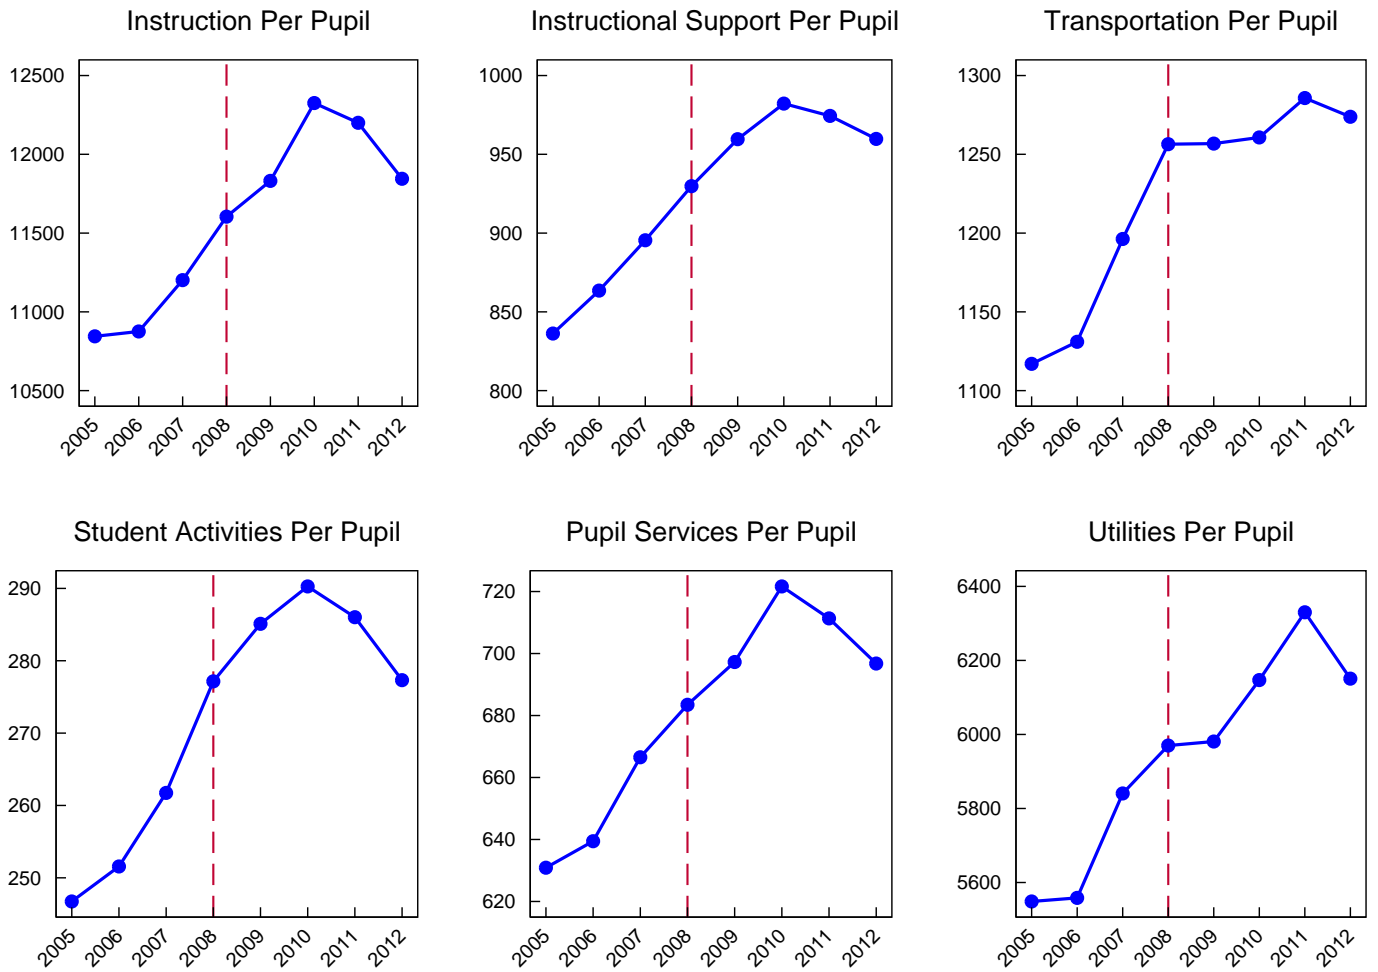 Instruction Per Pupil
12500
12000
11500
11000
10500
2005 2006 2007 2008 2009 2010 2011 2012
Instructional Support Per Pupil
1000
950
900
850
800
2005 2006 2007 2008 2009 2010 2011 2012
Transportation Per Pupil
1300
1250
1200
1150
1100
2005 2006 2007 2008 2009 2010 2011 2012
Student Activities Per Pupil
290
280
270
260
250
2005 2006 2007 2008 2009 2010 2011 2012
Pupil Services Per Pupil
720
700
680
660
640
620
2005 2006 2007 2008 2009 2010 2011 2012
Utilities Per Pupil
6400
6200
6000
5800
5600
2005 2006 2007 2008 2009 2010 2011 2012